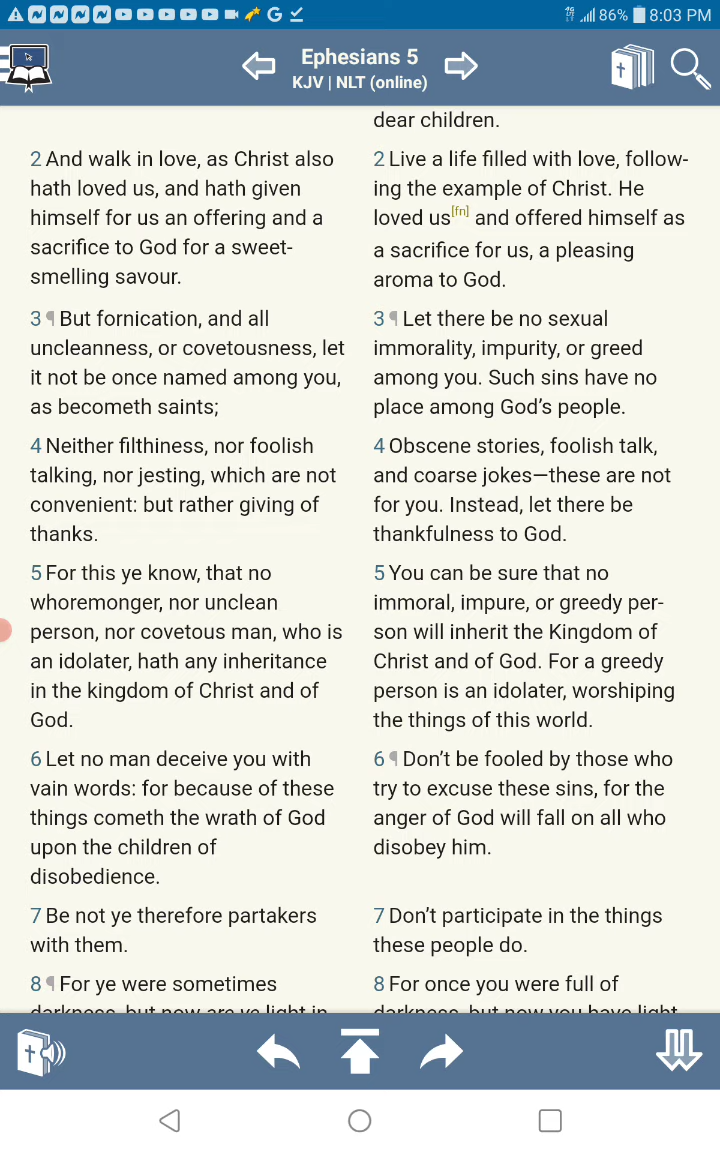 86% 8:03 PM
Ephesians 5
KJV | NLT (online)
dear children.
2 And walk in love, as Christ also
hath loved us, and hath given
himself for us an offering and a
sacrifice to God for a sweet-
smelling savour.
2 Live a life filled with love, follow-
ing the example of Christ. He
loved us[fn] and offered himself as
a sacrifice for us, a pleasing
aroma to God.
3 ¶ But fornication, and all
uncleanness, or covetousness, let
it not be once named among you,
as becometh saints;
3 ¶ Let there be no sexual
immorality, impurity, or greed
among you. Such sins have no
place among God’s people.
4 Neither filthiness, nor foolish
talking, nor jesting, which are not
convenient: but rather giving of
thanks.
4 Obscene stories, foolish talk,
and coarse jokes—these are not
for you. Instead, let there be
thankfulness to God.
5 For this ye know, that no
whoremonger, nor unclean
person, nor covetous man, who is
an idolater, hath any inheritance
in the kingdom of Christ and of
God.
5 You can be sure that no
immoral, impure, or greedy per-
son will inherit the Kingdom of
Christ and of God. For a greedy
person is an idolater, worshiping
the things of this world.
6 Let no man deceive you with
vain words: for because of these
things cometh the wrath of God
upon the children of
disobedience.
6 ¶ Don’t be fooled by those who
try to excuse these sins, for the
anger of God will fall on all who
disobey him.
7 Be not ye therefore partakers
with them.
7 Don’t participate in the things
these people do.
8 ¶ For ye were sometimes
darkness, but now are ye light in
8 For once you were full of
darkness, but now you have light